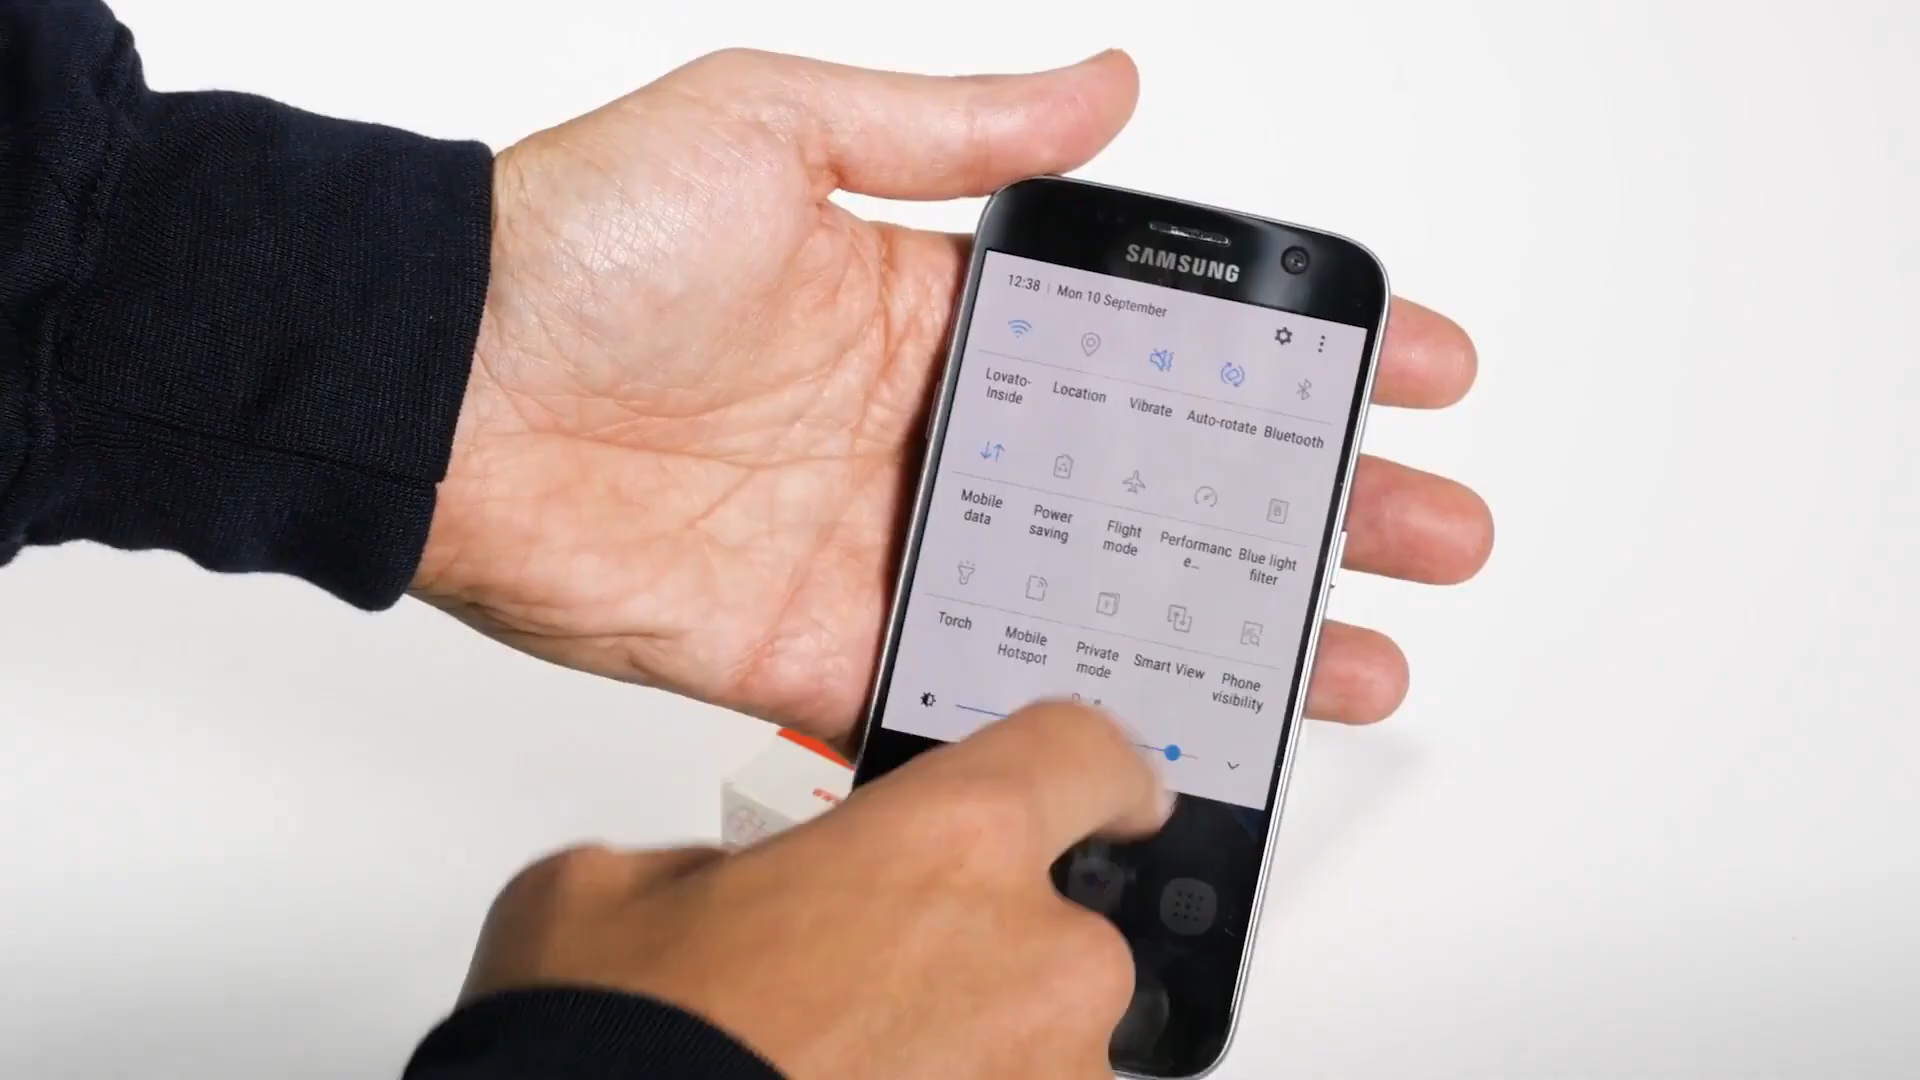 SAMSUNG
12:38 | Mon 10 September
Lovato-
Inside
Location
Vibrate
Auto-rotate
Bluetooth
Mobile
data
Power
saving
Flight
mode
Performanc
e...
Blue light
filter
Torch
Mobile
Hotspot
Private
mode
Smart View
Phone
visibility